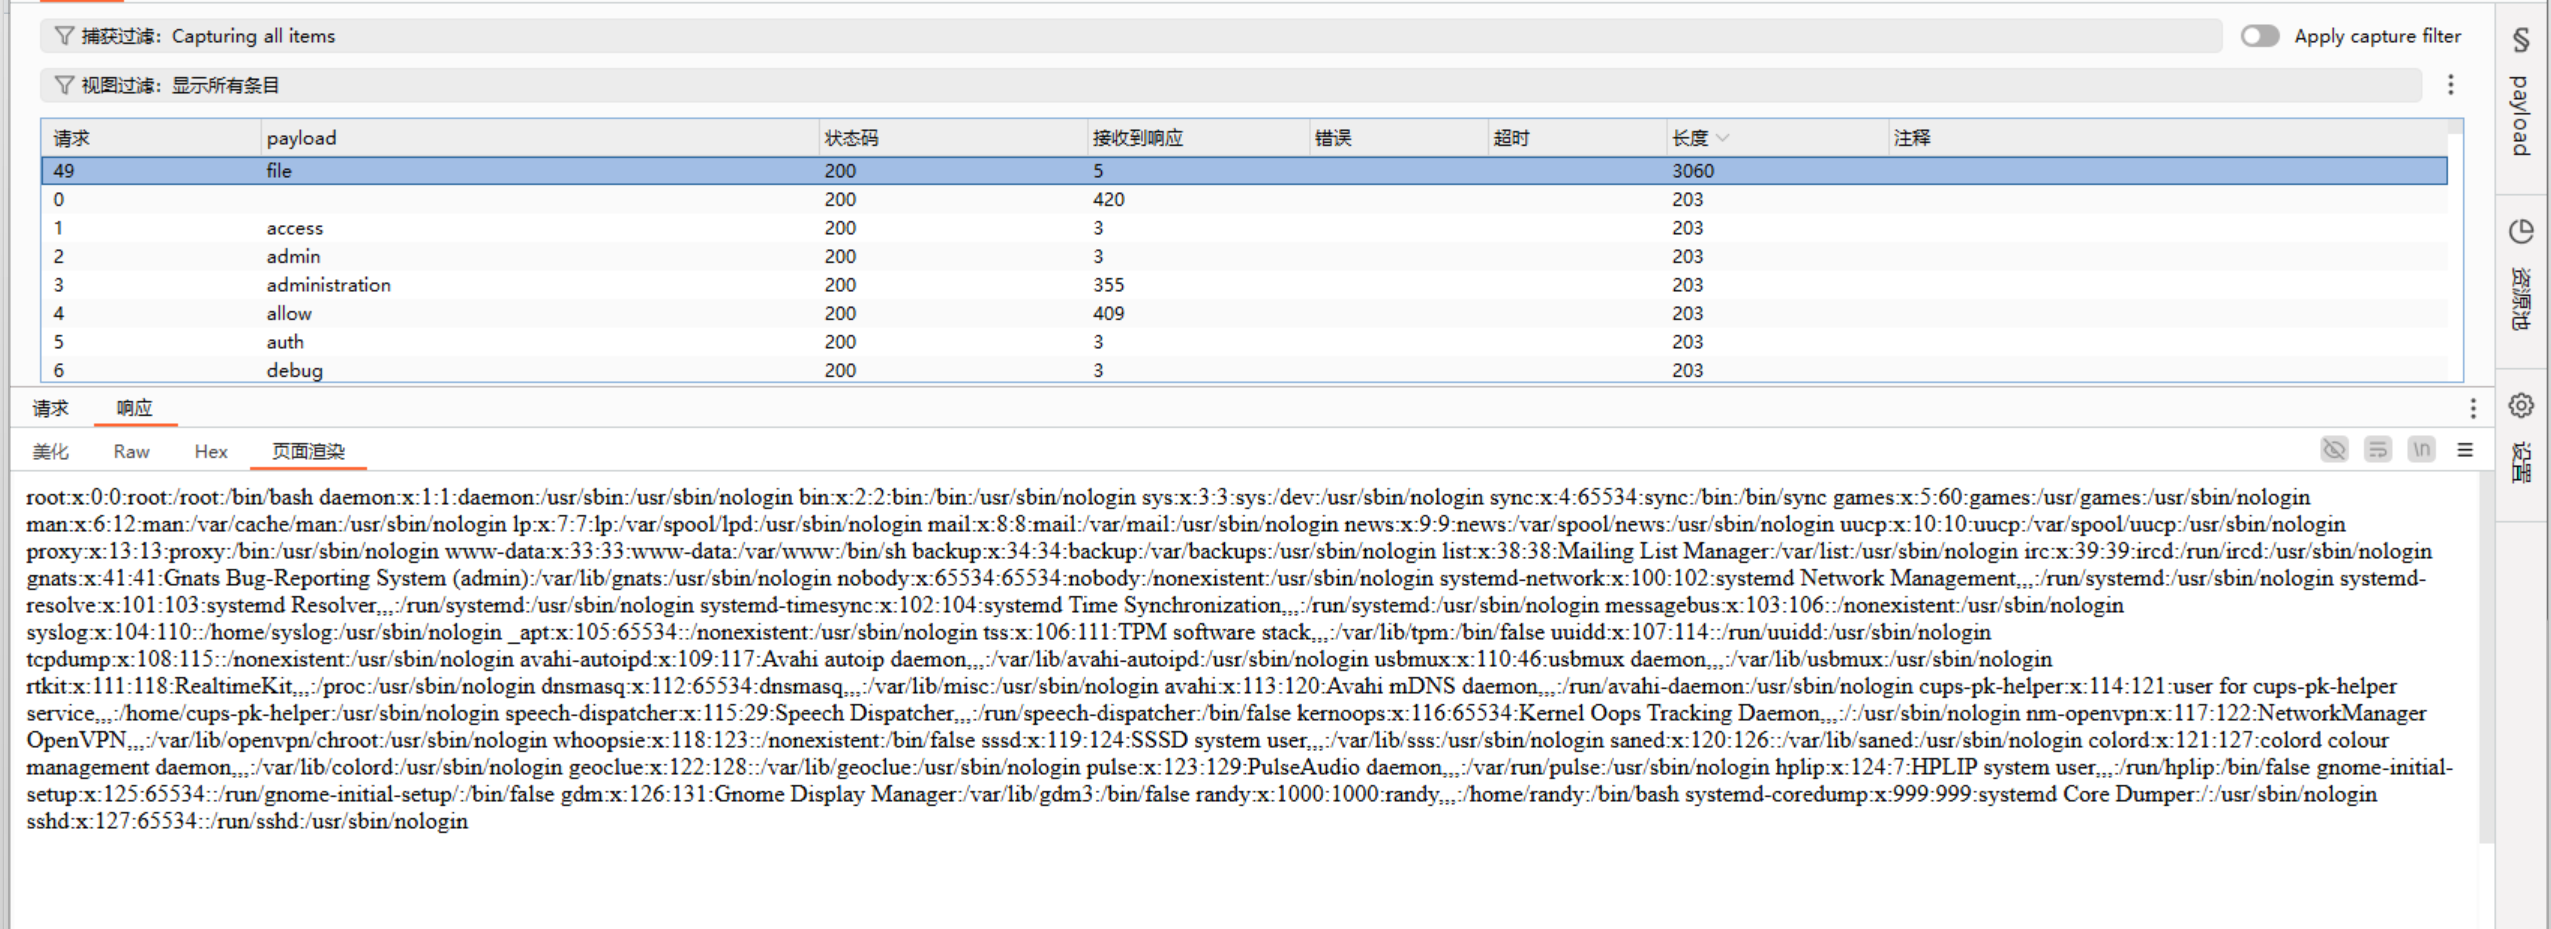 捕获过滤：Capturing all items
Apply capture filter
视图过滤：显示所有条目
请求 payload 状态码 接收到响应 错误 超时 长度 注释
49 file 200 5 3060
0 200 420 203
1 access 200 3 203
2 admin 200 3 203
3 administration 200 355 203
4 allow 200 409 203
5 auth 200 3 203
6 debug 200 3 203
请求 响应
美化 Raw Hex 页面渲染
\n
root:x:0:0:root:/root:/bin/bash daemon:x:1:1:daemon:/usr/sbin:/usr/sbin/nologin bin:x:2:2:bin:/bin:/usr/sbin/nologin sys:x:3:3:sys:/dev:/usr/sbin/nologin sync:x:4:65534:sync:/bin:/bin/sync games:x:5:60:games:/usr/games:/usr/sbin/nologin
man:x:6:12:man:/var/cache/man:/usr/sbin/nologin lp:x:7:7:lp:/var/spool/lpd:/usr/sbin/nologin mail:x:8:8:mail:/var/mail:/usr/sbin/nologin news:x:9:9:news:/var/spool/news:/usr/sbin/nologin uucp:x:10:10:uucp:/var/spool/uucp:/usr/sbin/nologin
proxy:x:13:13:proxy:/bin:/usr/sbin/nologin www-data:x:33:33:www-data:/var/www:/bin/sh backup:x:34:34:backup:/var/backups:/usr/sbin/nologin list:x:38:38:Mailing List Manager:/var/list:/usr/sbin/nologin irc:x:39:39:ircd:/run/ircd:/usr/sbin/nologin
gnats:x:41:41:Gnats Bug-Reporting System (admin):/var/lib/gnats:/usr/sbin/nologin nobody:x:65534:65534:nobody:/nonexistent:/usr/sbin/nologin systemd-network:x:100:102:systemd Network Management,,,:/run/systemd:/usr/sbin/nologin systemd-
resolve:x:101:103:systemd Resolver,,,:/run/systemd:/usr/sbin/nologin systemd-timesync:x:102:104:systemd Time Synchronization,,,:/run/systemd:/usr/sbin/nologin messagebus:x:103:106::/nonexistent:/usr/sbin/nologin
syslog:x:104:110::/home/syslog:/usr/sbin/nologin _apt:x:105:65534::/nonexistent:/usr/sbin/nologin tss:x:106:111:TPM software stack,,,:/var/lib/tpm:/bin/false uuidd:x:107:114::/run/uuidd:/usr/sbin/nologin
tcpdump:x:108:115::/nonexistent:/usr/sbin/nologin avahi-autoipd:x:109:117:Avahi autoip daemon,,,:/var/lib/avahi-autoipd:/usr/sbin/nologin usbmux:x:110:46:usbmux daemon,,,:/var/lib/usbmux:/usr/sbin/nologin
rtkit:x:111:118:RealtimeKit,,,:/proc:/usr/sbin/nologin dnsmasq:x:112:65534:dnsmasq,,,:/var/lib/misc:/usr/sbin/nologin avahi:x:113:120:Avahi mDNS daemon,,,:/run/avahi-daemon:/usr/sbin/nologin cups-pk-helper:x:114:121:user for cups-pk-helper
service,,,:/home/cups-pk-helper:/usr/sbin/nologin speech-dispatcher:x:115:29:Speech Dispatcher,,,:/run/speech-dispatcher:/bin/false kernoops:x:116:65534:Kernel Oops Tracking Daemon,,,:/:/usr/sbin/nologin nm-openvpn:x:117:122:NetworkManager
OpenVPN,,,:/var/lib/openvpn/chroot:/usr/sbin/nologin whoopsie:x:118:123::/nonexistent:/bin/false sssd:x:119:124:SSSD system user,,,:/var/lib/sss:/usr/sbin/nologin saned:x:120:126::/var/lib/saned:/usr/sbin/nologin colord:x:121:127:colord colour
management daemon,,,:/var/lib/colord:/usr/sbin/nologin geoclue:x:122:128::/var/lib/geoclue:/usr/sbin/nologin pulse:x:123:129:PulseAudio daemon,,,:/var/run/pulse:/usr/sbin/nologin hplip:x:124:7:HPLIP system user,,,:/run/hplip:/bin/false gnome-initial-
setup:x:125:65534::/run/gnome-initial-setup/:/bin/false gdm:x:126:131:Gnome Display Manager:/var/lib/gdm3:/bin/false randy:x:1000:1000:randy,,,:/home/randy:/bin/bash systemd-coredump:x:999:999:systemd Core Dumper:/:/usr/sbin/nologin
sshd:x:127:65534::/run/sshd:/usr/sbin/nologin
§ payload
资源池
设置